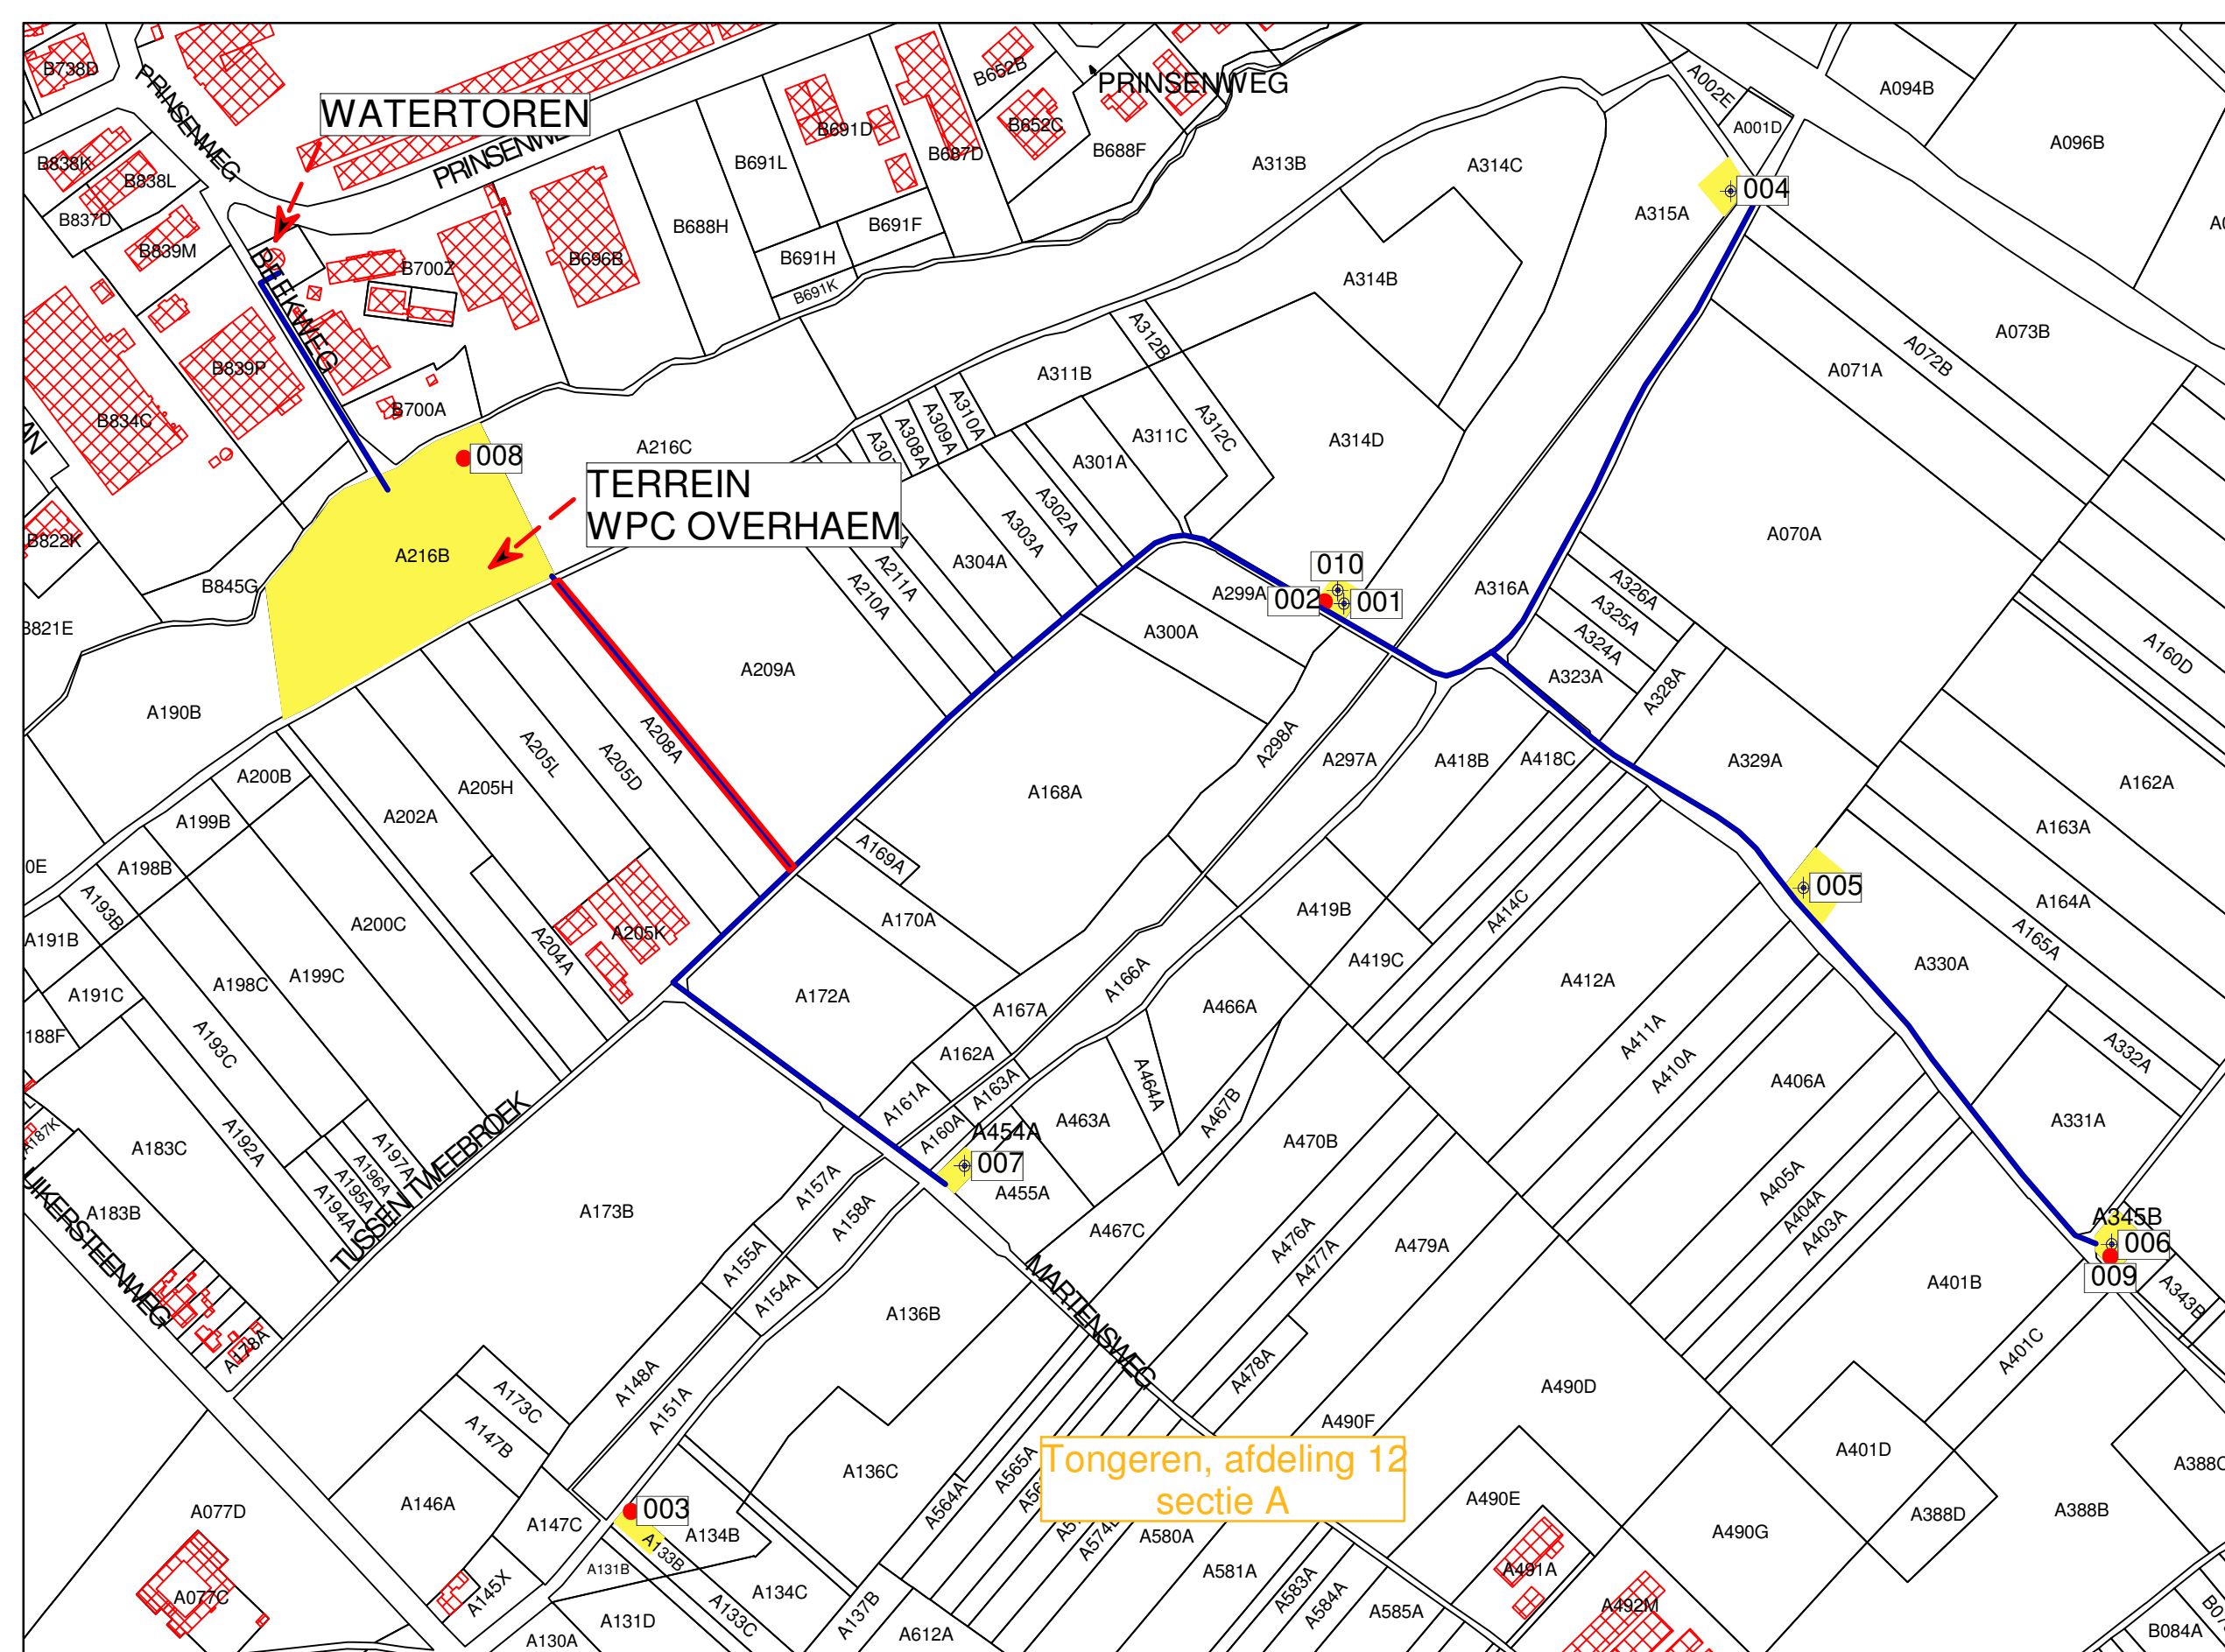 B738D
PRINSENWEG
WATERTOREN
B652B
PRINSENWEG
A002E
A094B
A001D
B691D
B652C
B687D
B688F
A096B
B838K
B838L
B691L
A313B
A314C
PRINSENWE
004
A315A
B837D
B688H
B691F
B839M
B691H
B700Z
B696B
B691K
A314B
BLEKWEG
A312B
A073B
A072B
B839P
A311B
A071A
B700A
A310A
A309A
A308A
A312C
B834C
A311C
A314D
A216C
008
A301A
TERREIN
WPC OVERHAEM
A302A
A303A
A070A
B822K
A216B
A304A
A211A
A210A
010
002
001
A299A
A316A
A326A
A325A
A324A
B845G
B821E
A300A
A160D
A209A
A323A
A328A
A190B
A208A
A298A
A205L
A205D
A297A
A418B
A418C
A329A
A200B
A205H
A168A
A162A
A202A
A199B
A163A
0E
A198B
A169A
A193B
005
A414C
A419B
A164A
A170A
A200C
A191B
A204A
A205K
A165A
A419C
A330A
A199C
A198C
A166A
A412A
A191C
A172A
A167A
A466A
188F
A193C
A411A
A162A
A332A
A410A
A163A
A464A
A406A
A161A
A467B
A187K
A192A
A197A
A160A
A454A
A463A
A331A
A183C
A196A
A195A
A194A
TUSSEN TWEEBROEK
A470B
007
A157A
A455A
A405A
A183B
A173B
A158A
A404A
A403A
A345B
UIKERSTEENWEG
A467C
A476A
A477A
A479A
006
A155A
A154A
009
A401B
A343B
MARTENSWEG
A136B
A178A
A401C
A148A
A478A
A490D
A173C
A151A
A490F
A147B
A401D
Tongeren, afdeling 12
sectie A
A136C
A565A
A388C
A146A
A564A
A490E
A077D
003
A388B
A388D
A147C
A134B
A574L
A580A
A490G
A133B
A131B
A581A
A491A
A145X
A583A
A134C
A584A
A077C
A133C
A137B
A492M
A585A
A131D
A130A
A612A
B084A